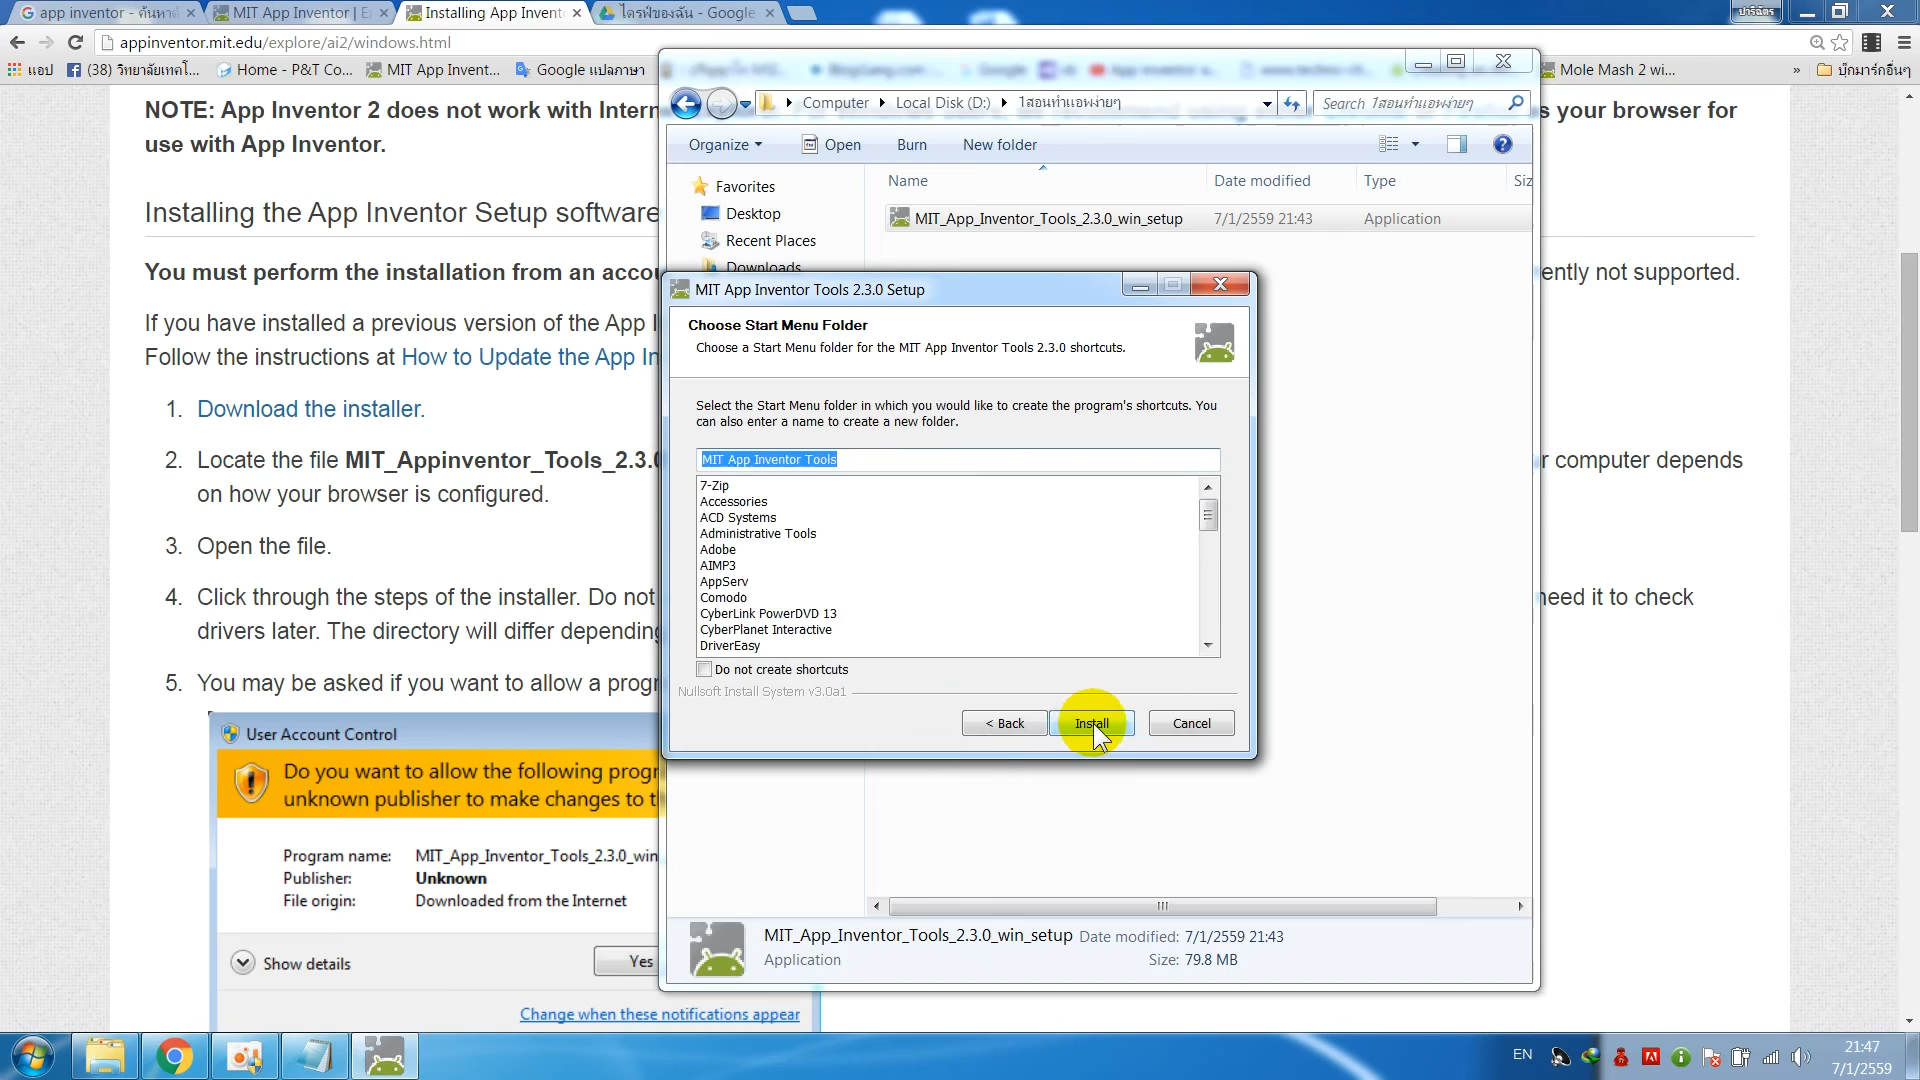 app inventor - ค้นหาด้
MIT App Inventor | Ex
Installing App Invent
ไดรฟ์ของฉัน - Google
ปาริฉัตร
appinventor.mit.edu/explore/ai2/windows.html
แอป
(38) วิทยาลัยเทคโ...
Home - P&T Co...
MIT App Invent...
Google แปลภาษา
Mole Mash 2 wi...
»
บุ๊กมาร์กอื่นๆ
NOTE: App Inventor 2 does not work with Intern
s your browser for
use with App Inventor.
Installing the App Inventor Setup software
You must perform the installation from an accou
ently not supported.
If you have installed a previous version of the App I
Follow the instructions at How to Update the App In
1. Download the installer.
2. Locate the file MIT_Appinventor_Tools_2.3.0
r computer depends
on how your browser is configured.
3. Open the file.
4. Click through the steps of the installer. Do not
need it to check
drivers later. The directory will differ depending
5. You may be asked if you want to allow a progr
User Account Control
Do you want to allow the following progr
unknown publisher to make changes to t
Program name: MIT_App_Inventor_Tools_2.3.0_win
Publisher: Unknown
File origin: Downloaded from the Internet
Show details
Yes
Change when these notifications appear
Computer
Local Disk (D:)
1สอนทำแอพง่ายๆ
Search 1สอนทำแอพง่ายๆ
Organize
Open
Burn
New folder
Name
Date modified
Type
Siz
Favorites
Desktop
Recent Places
Downloads
MIT_App_Inventor_Tools_2.3.0_win_setup
7/1/2559 21:43
Application
MIT App Inventor Tools 2.3.0 Setup
Choose Start Menu Folder
Choose a Start Menu folder for the MIT App Inventor Tools 2.3.0 shortcuts.
Select the Start Menu folder in which you would like to create the program's shortcuts. You
can also enter a name to create a new folder.
MIT App Inventor Tools
7-Zip
Accessories
ACD Systems
Administrative Tools
Adobe
AIMP3
AppServ
Comodo
CyberLink PowerDVD 13
CyberPlanet Interactive
DriverEasy
Do not create shortcuts
Nullsoft Install System v3.0a1
< Back
Install
Cancel
MIT_App_Inventor_Tools_2.3.0_win_setup Date modified: 7/1/2559 21:43
Application
Size: 79.8 MB
EN
21:47
7/1/2559